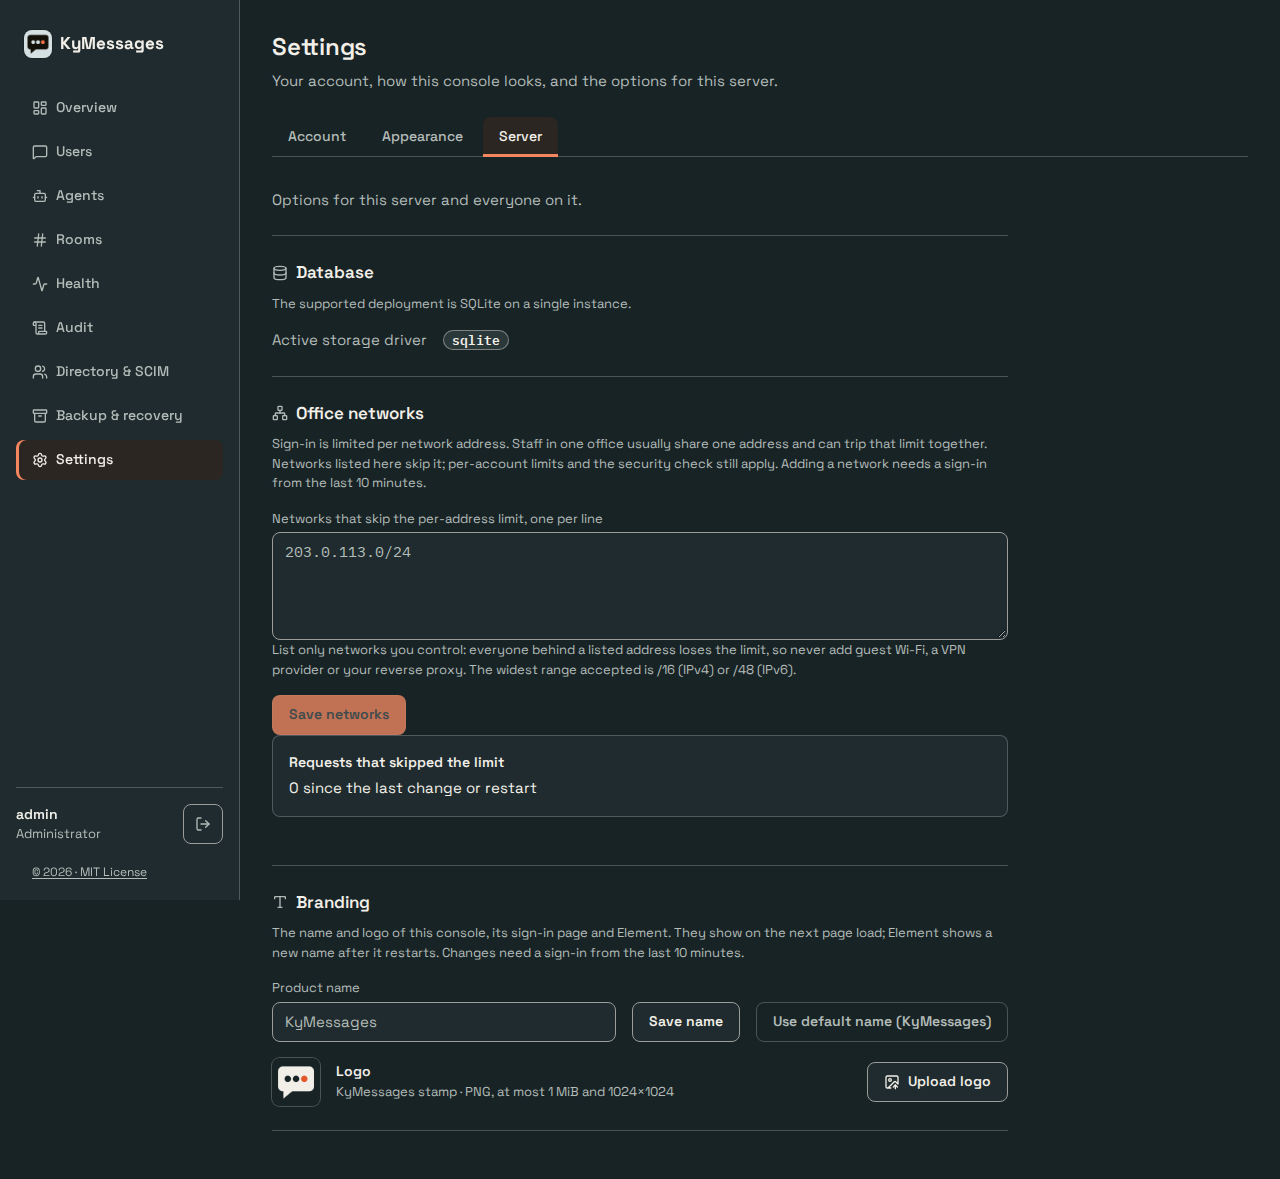 KyMessages
Overview
Users
Agents
Rooms
Health
Audit
Directory & SCIM
Backup & recovery
Settings
admin
Administrator
© 2026 · MIT License
Settings
Your account, how this console looks, and the options for this server.
Account
Appearance
Server
Options for this server and everyone on it.
Database
The supported deployment is SQLite on a single instance.
Active storage driver sqlite
Office networks
Sign-in is limited per network address. Staff in one office usually share one address and can trip that limit together.
Networks listed here skip it; per-account limits and the security check still apply. Adding a network needs a sign-in
from the last 10 minutes.
Networks that skip the per-address limit, one per line
203.0.113.0/24
List only networks you control: everyone behind a listed address loses the limit, so never add guest Wi-Fi, a VPN
provider or your reverse proxy. The widest range accepted is /16 (IPv4) or /48 (IPv6).
Save networks
Requests that skipped the limit
0 since the last change or restart
Branding
The name and logo of this console, its sign-in page and Element. They show on the next page load; Element shows a
new name after it restarts. Changes need a sign-in from the last 10 minutes.
Product name
KyMessages
Save name
Use default name (KyMessages)
Logo
KyMessages stamp · PNG, at most 1 MiB and 1024×1024
Upload logo